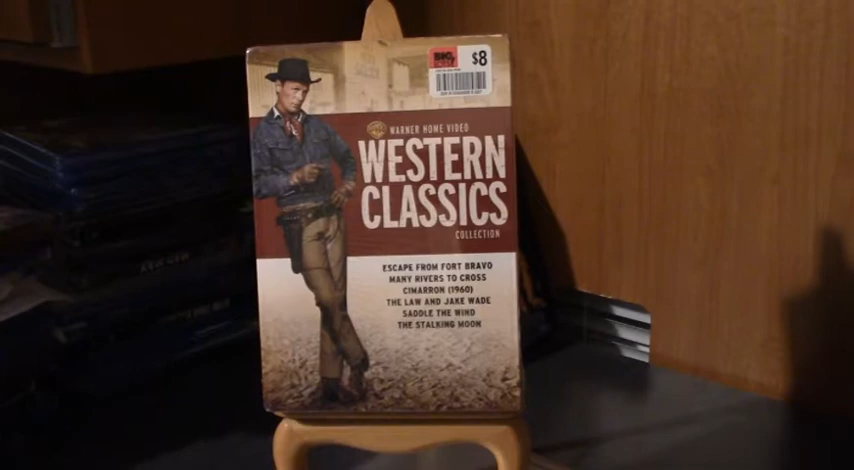 BIG
$8
WARNER HOME VIDEO
WESTERN
CLASSICS
COLLECTION
ESCAPE FROM FORT BRAVO
MANY RIVERS TO CROSS
CIMARRON (1960)
THE LAW AND JAKE WADE
SADDLE THE WIND
THE STALKING MOON